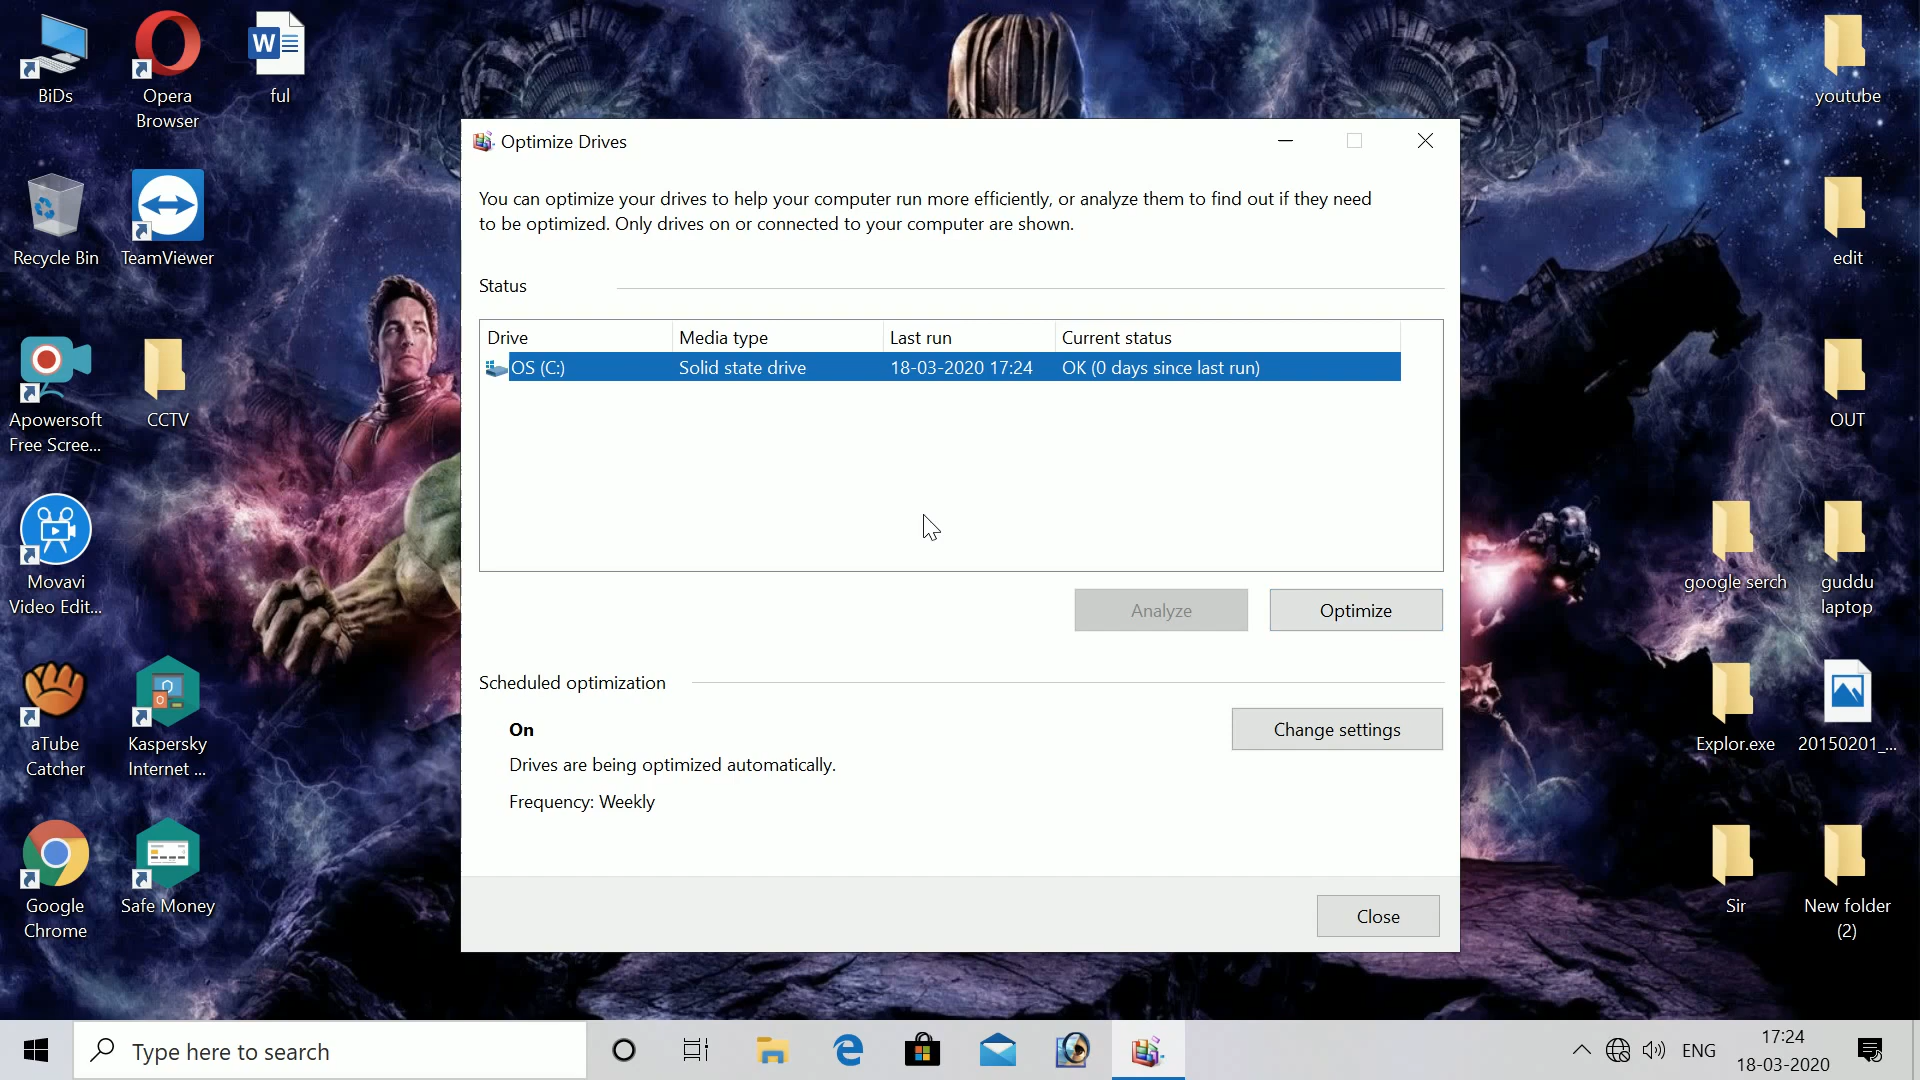 BiDs
Opera
Browser
ful
Recycle Bin
TeamViewer
Apowersoft
Free Scree...
CCTV
Movavi
Video Edit...
aTube
Catcher
Kaspersky
Internet ...
Google
Chrome
Safe Money
Optimize Drives
You can optimize your drives to help your computer run more efficiently, or analyze them to find out if they need
to be optimized. Only drives on or connected to your computer are shown.
Status
Drive Media type Last run Current status
OS (C:) Solid state drive 18-03-2020 17:24 OK (0 days since last run)
Analyze Optimize
Scheduled optimization
On
Change settings
Drives are being optimized automatically.
Frequency: Weekly
Close
youtube
edit
OUT
google serch
guddu
laptop
Explor.exe
20150201_...
Sir
New folder
(2)
Type here to search
ENG
17:24
18-03-2020